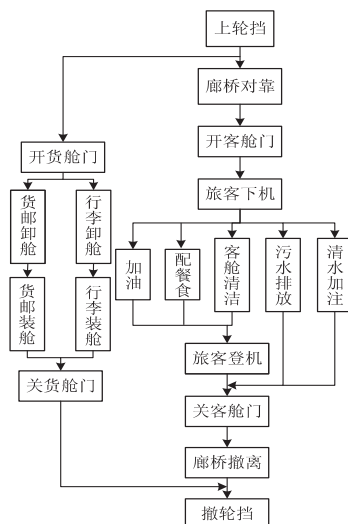 上轮挡
廊桥对靠
开货舱门
开客舱门
旅客下机
货邮卸舱
行李卸舱
加油
配餐食
客舱清洁
污水排放
清水加注
货邮装舱
行李装舱
旅客登机
关货舱门
关客舱门
廊桥撤离
撤轮挡